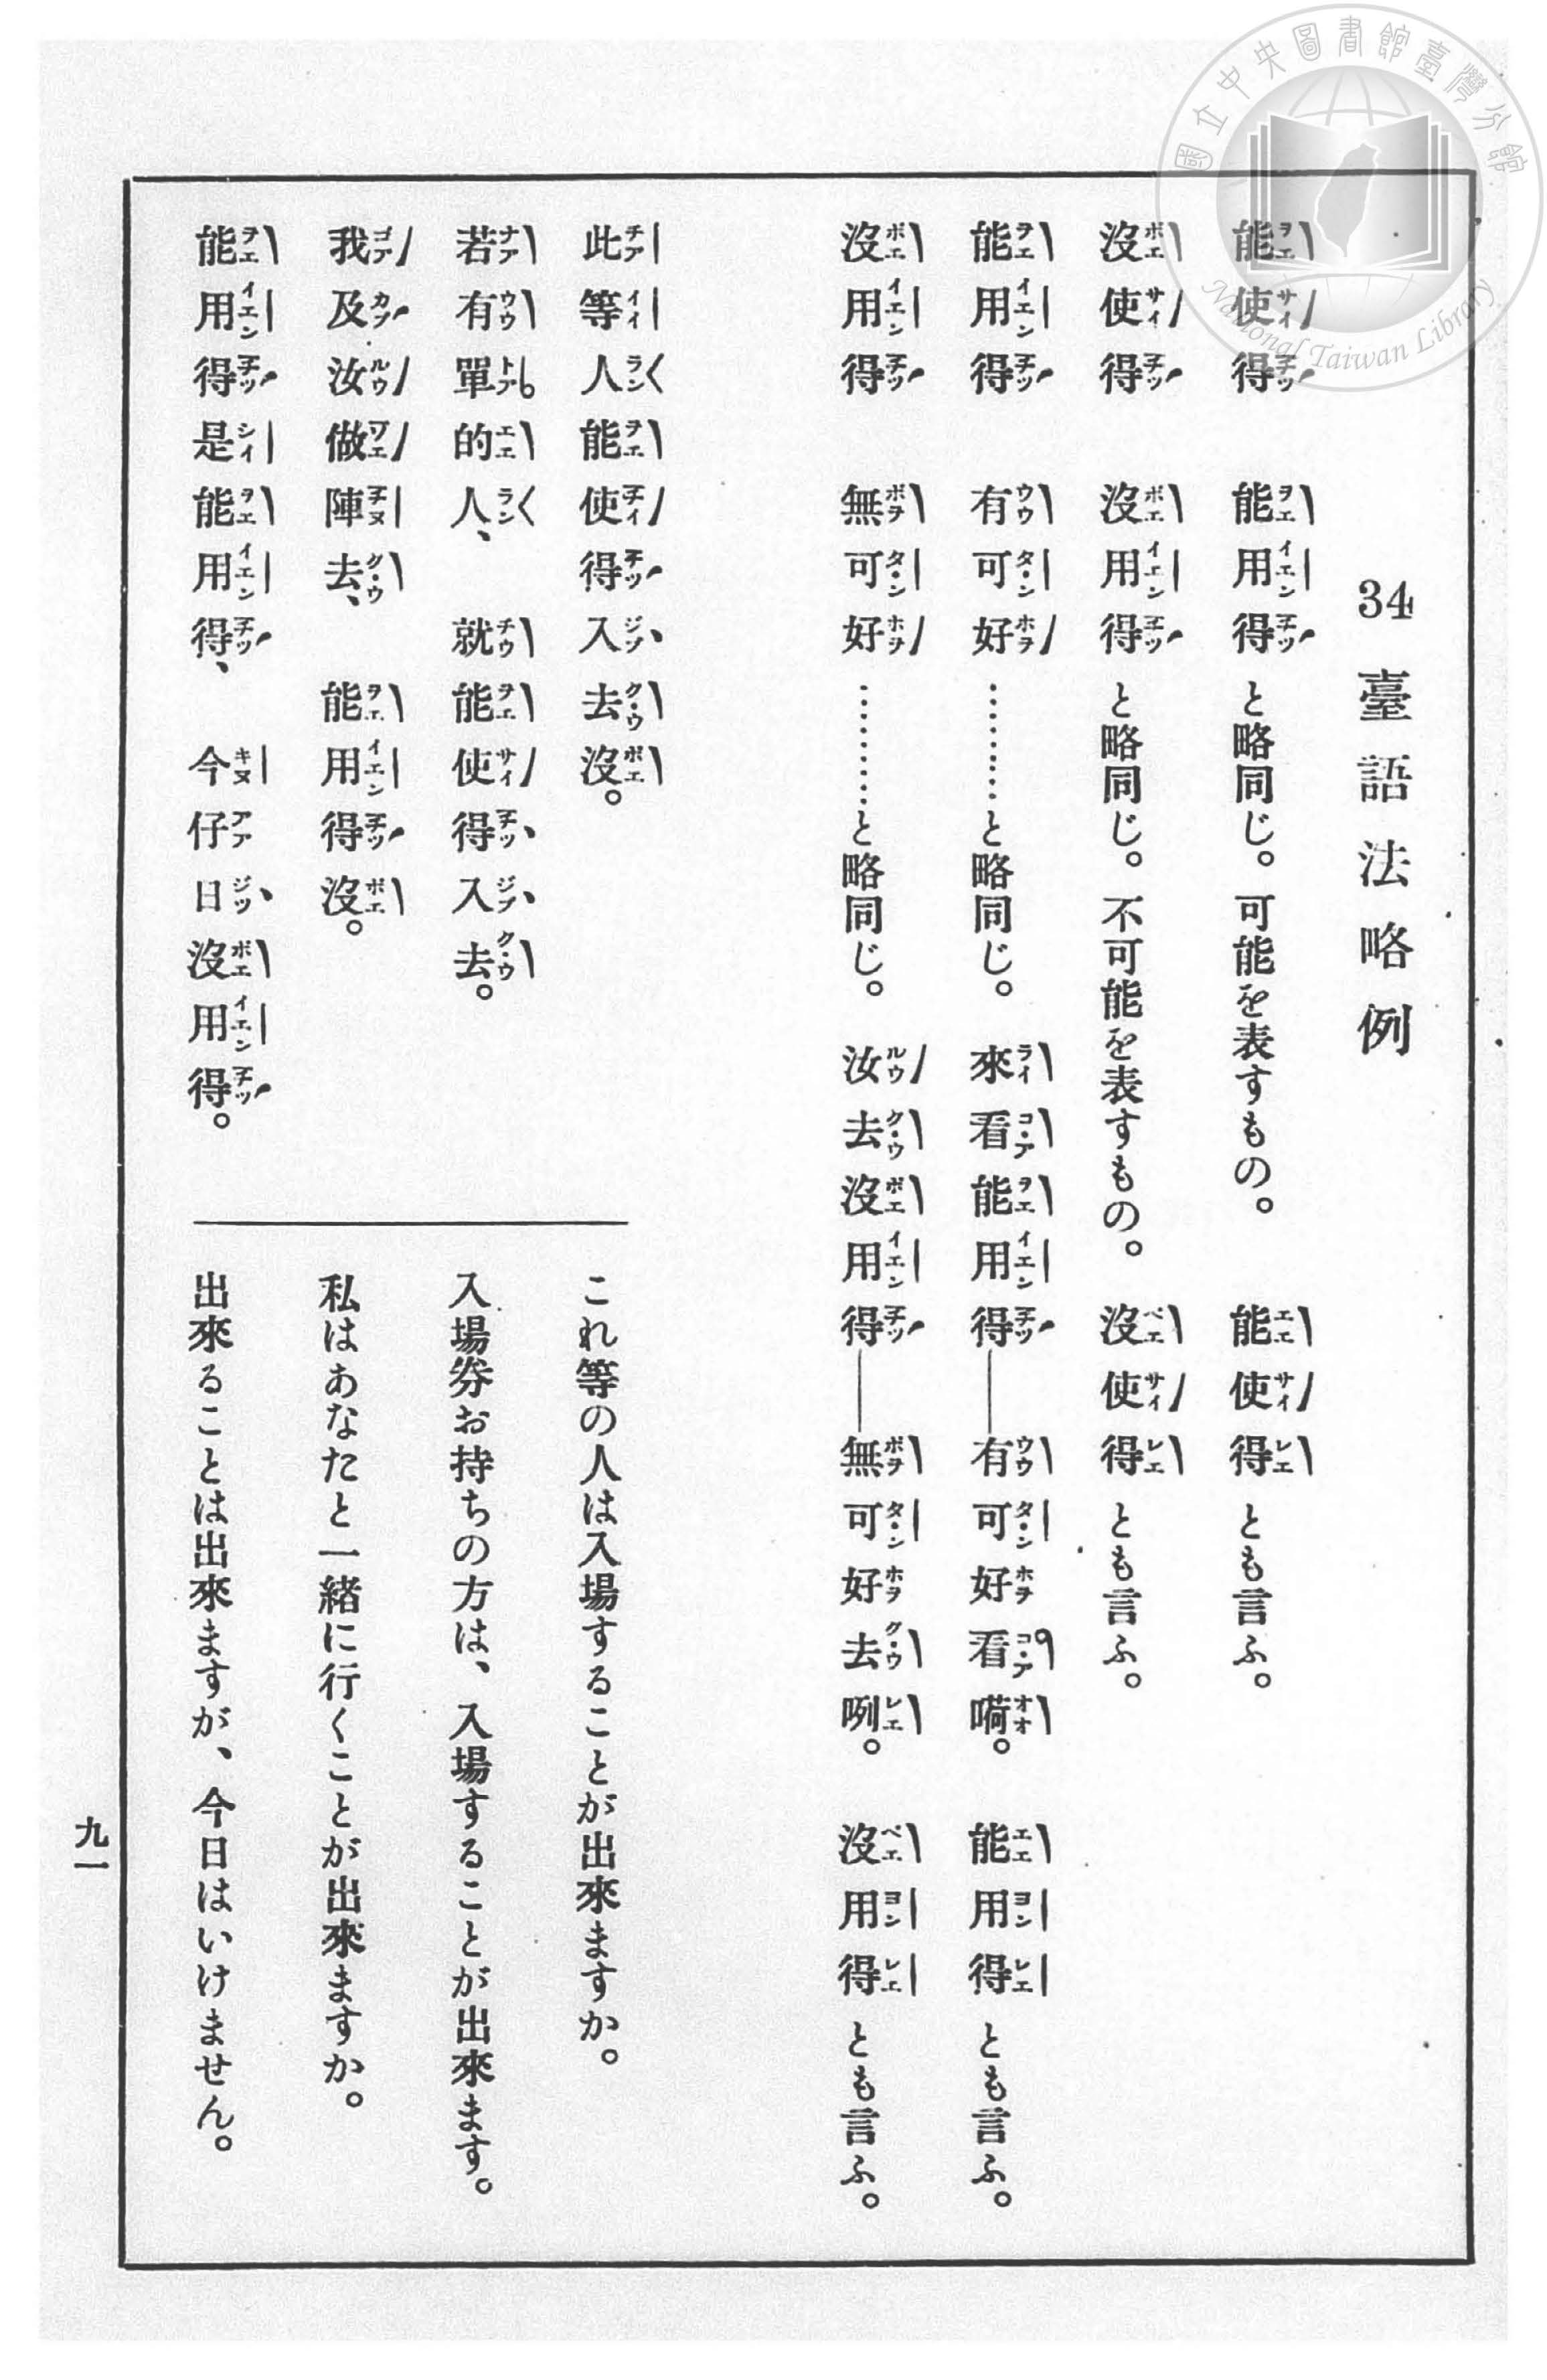 34 臺語法略例
能使得 能用得と略同じ。可能を表すもの。 能使得とも言ふ。
沒使得 沒用得と略同じ。不可能を表すもの。 沒使得とも言ふ。
能用得 有可好…………と略同じ。 來看能用得——有可好看嗬。 能用得とも言ふ。
沒用得 無可好…………と略同じ。 汝去沒用得——無可好去咧。 沒用得とも言ふ。
此等人能使得入去沒。
これ等の人は入場することが出來ますか。
若有單的人、就能使得入去。
入場券お持ちの方は、入場することが出來ます。
我及汝做陣去、能用得沒。
私はあなたと一緒に行くことが出來ますか。
能用得是能用得、今仔日沒用得。
出來ることは出來ますが、今日はいけません。
九一
國立中央圖書館臺灣分館
National Taiwan Library